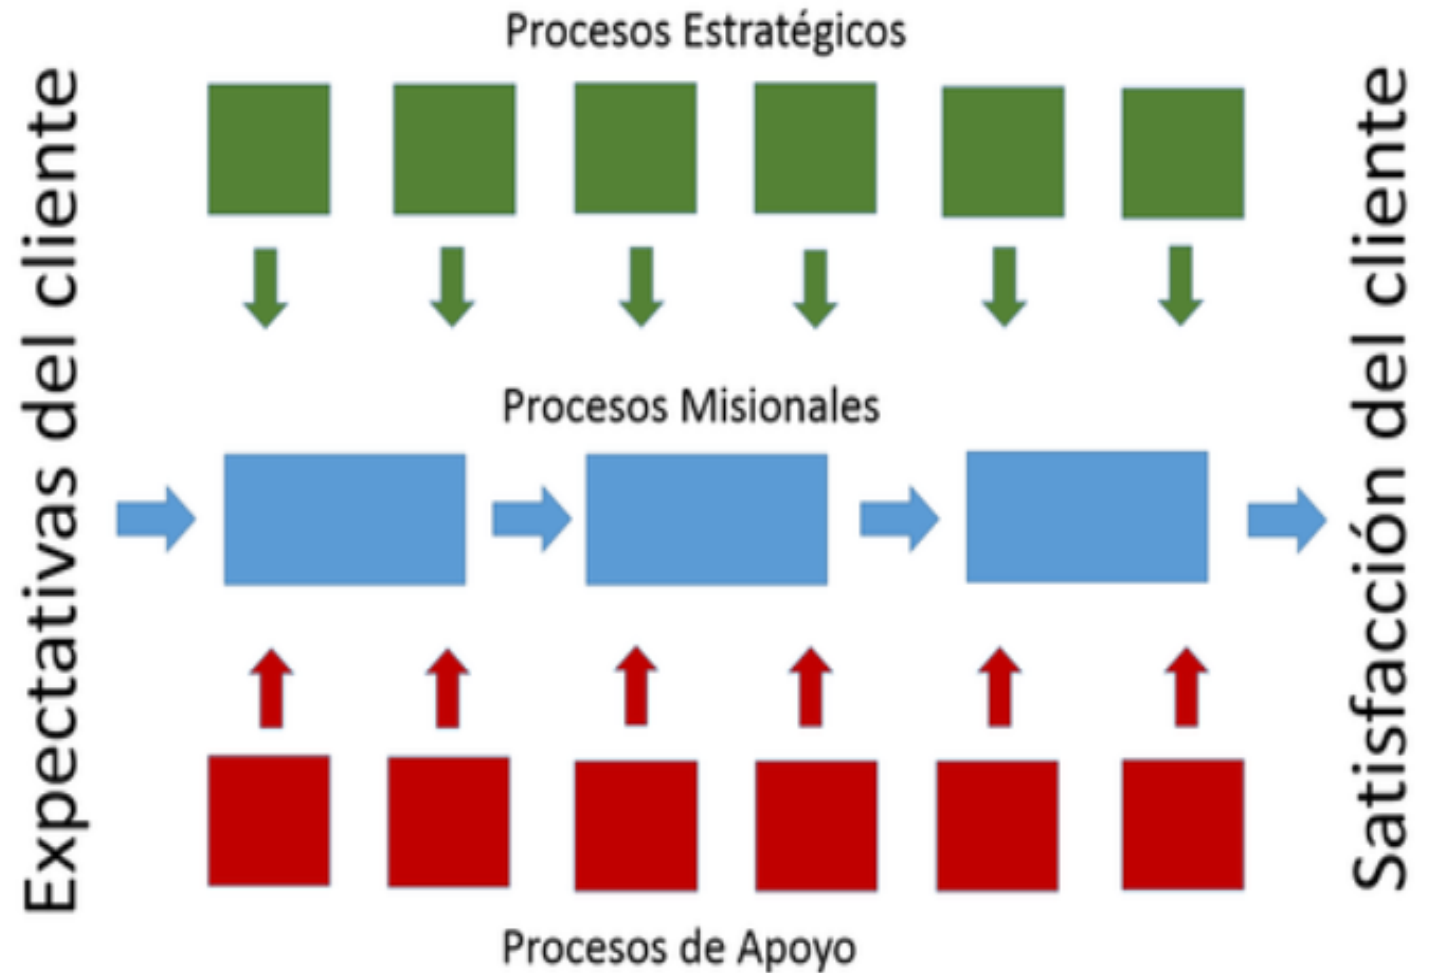 Procesos Estratégicos
Expectativas del cliente
Procesos Misionales
Satisfacción del cliente
Procesos de Apoyo